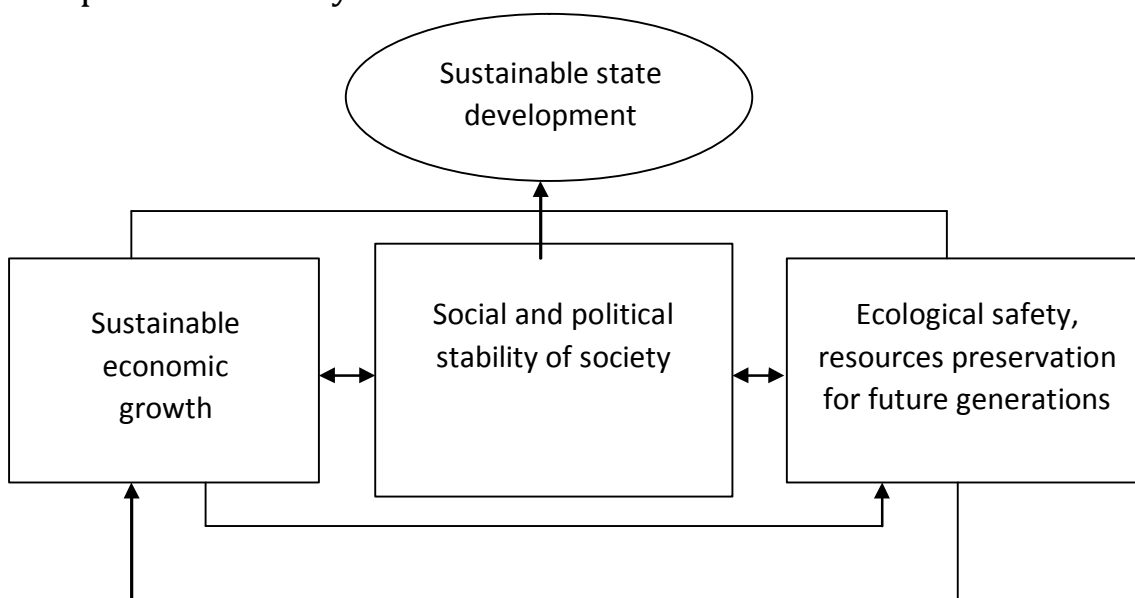 Sustainable state
development
Sustainable
economic
growth
Social and political
stability of society
Ecological safety,
resources preservation
for future generations